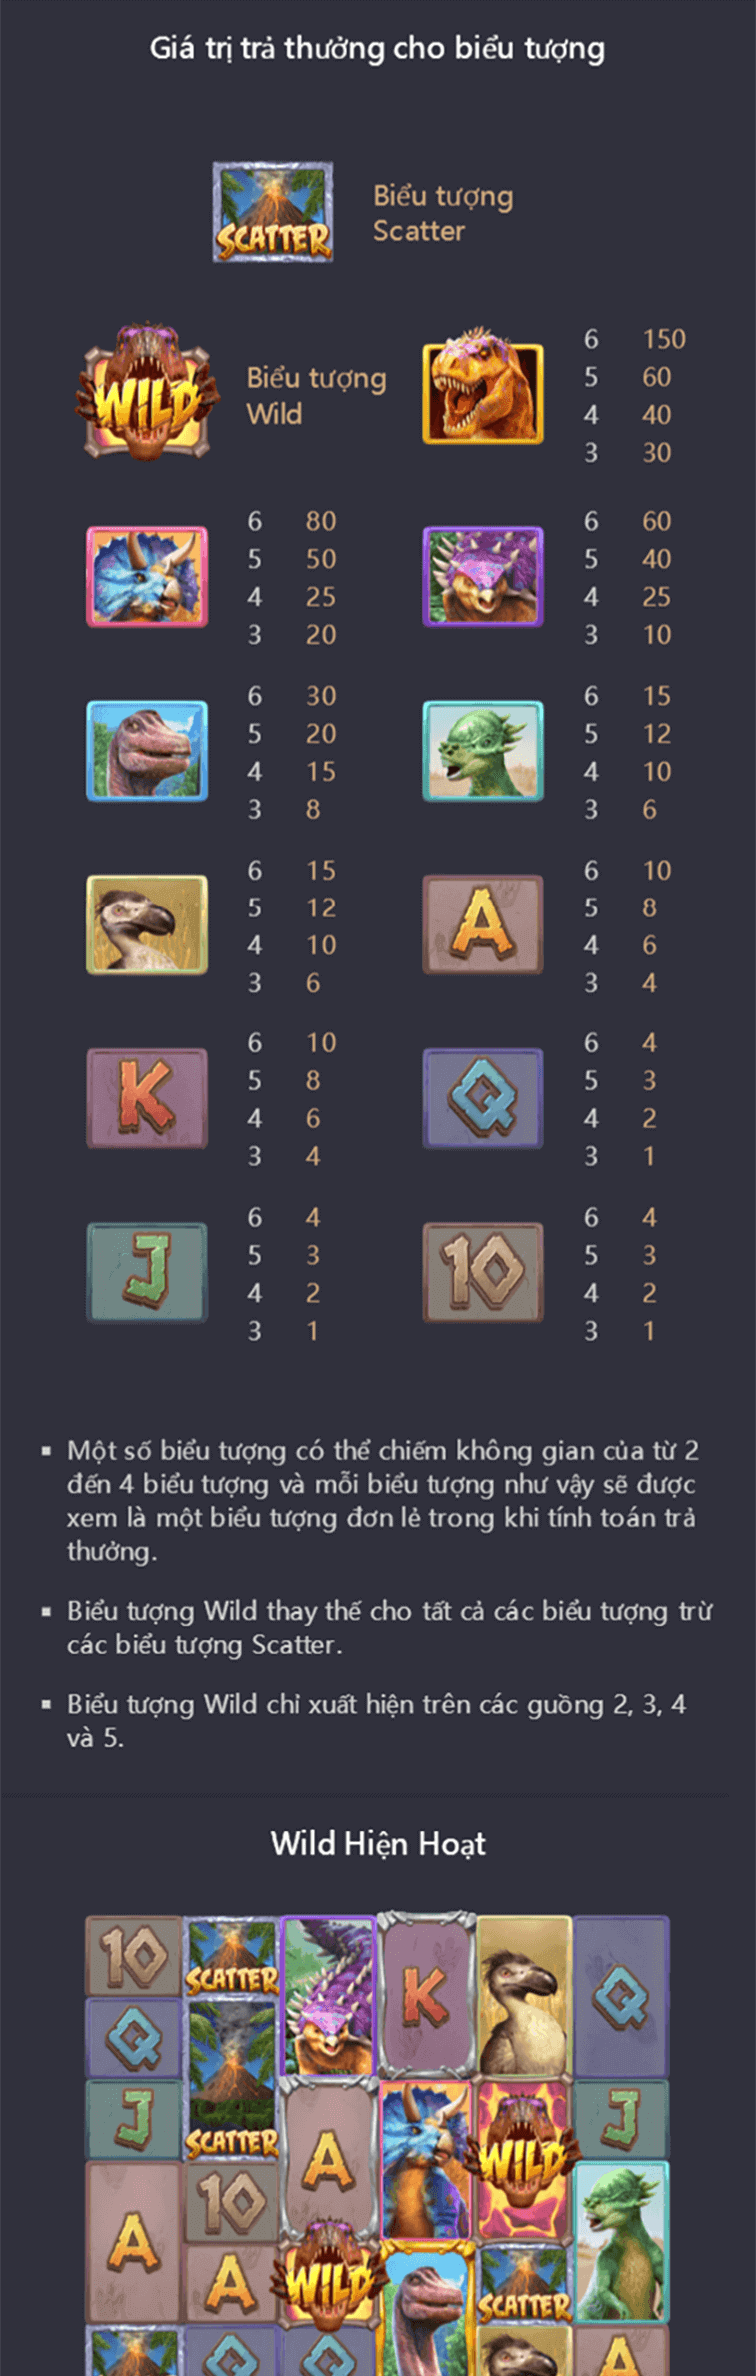 Giá trị trả thưởng cho biểu tượng
SCATTER
Biểu tượng
Scatter
WILD
Biểu tượng
Wild
6 150
5 60
4 40
3 30
6 80
5 50
4 25
3 20
6 60
5 40
4 25
3 10
6 30
5 20
4 15
3 8
6 15
5 12
4 10
3 6
6 15
5 12
4 10
3 6
A
6 10
5 8
6 4
4 6
3 4
K
6 10
5 8
4 6
3 4
Q
6 4
5 3
4 2
3 1
J
6 4
5 3
4 2
3 1
10
6 4
5 3
4 2
3 1
▪ Một số biểu tượng có thể chiếm không gian của từ 2
đến 4 biểu tượng và mỗi biểu tượng như vậy sẽ được
xem là một biểu tượng đơn lẻ trong khi tính toán trả
thưởng.
▪ Biểu tượng Wild thay thế cho tất cả các biểu tượng trừ
các biểu tượng Scatter.
▪ Biểu tượng Wild chỉ xuất hiện trên các guồng 2, 3, 4
và 5.
Wild Hiện Hoạt
10 SCATTER K Q
Q
J SCATTER A WILD J
10
A A WILD SCATTER
Q Q A